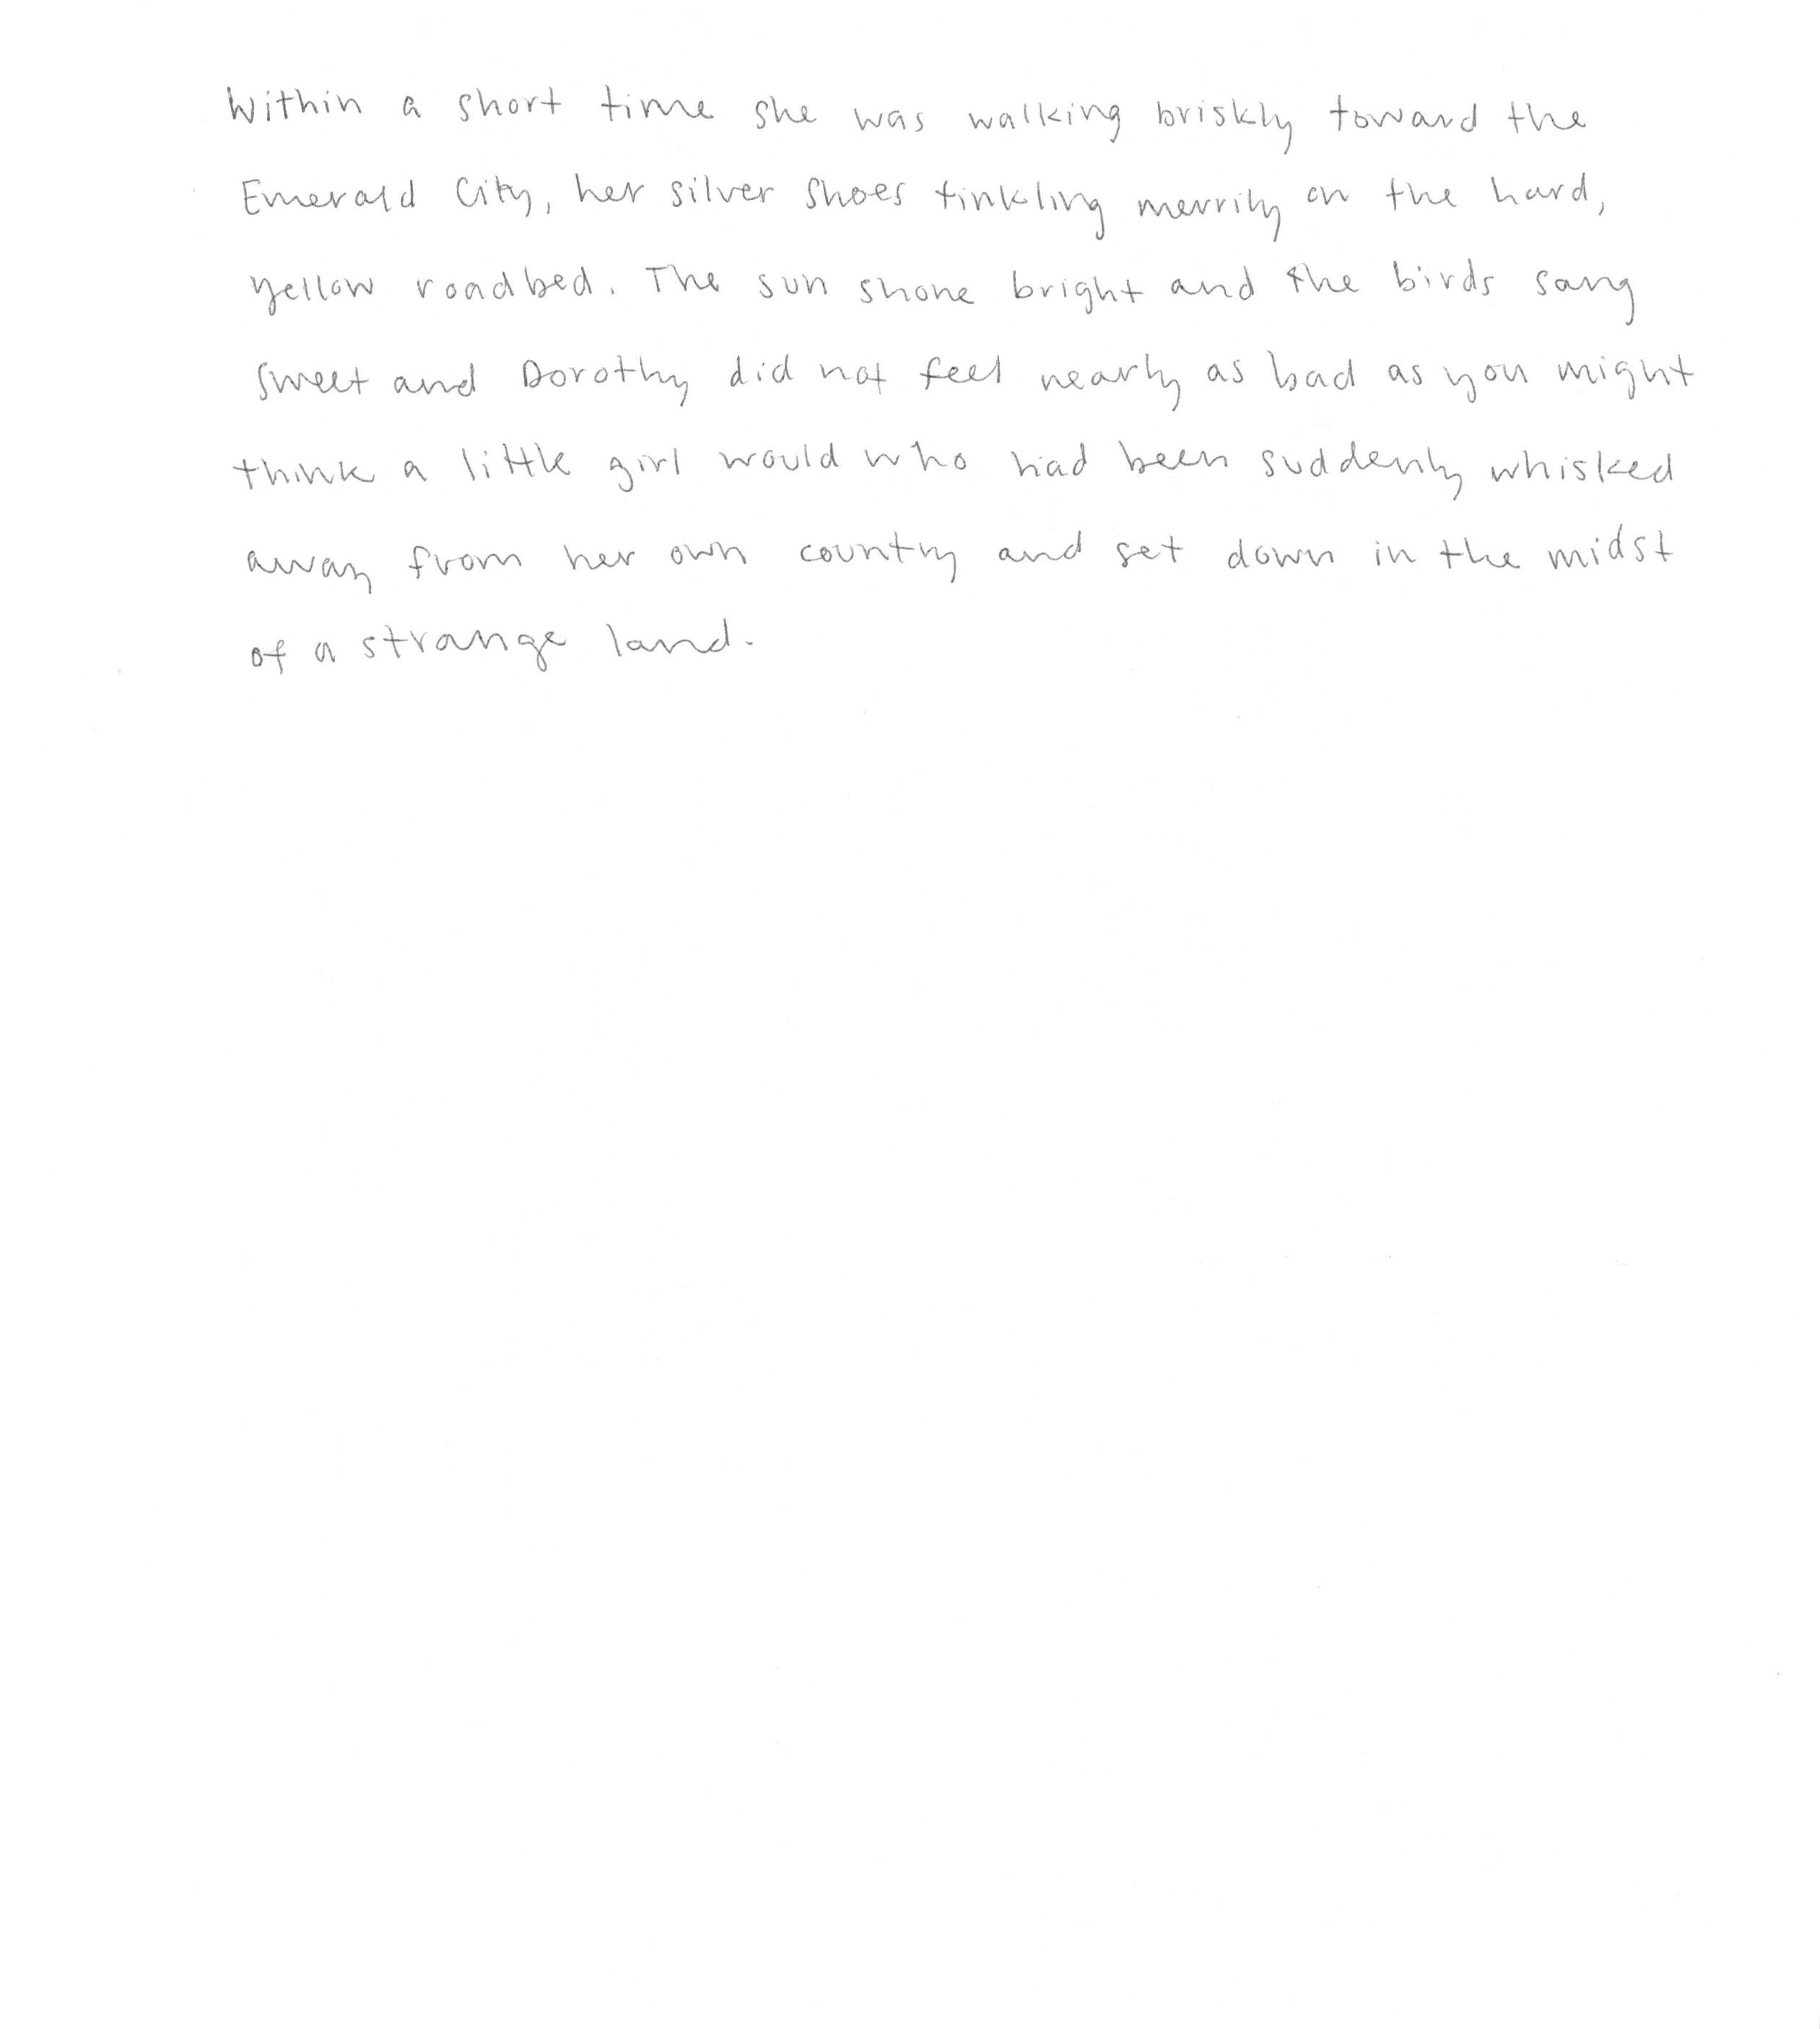 Within a short time she was walking briskly toward the
Emerald City, her silver shoes tinkling merrily on the hard,
yellow roadbed. The sun shone bright and the birds sang
sweet and Dorothy did not feel nearly as bad as you might
think a little girl would who had been suddenly whisked
away from her own country and set down in the midst
of a strange land.